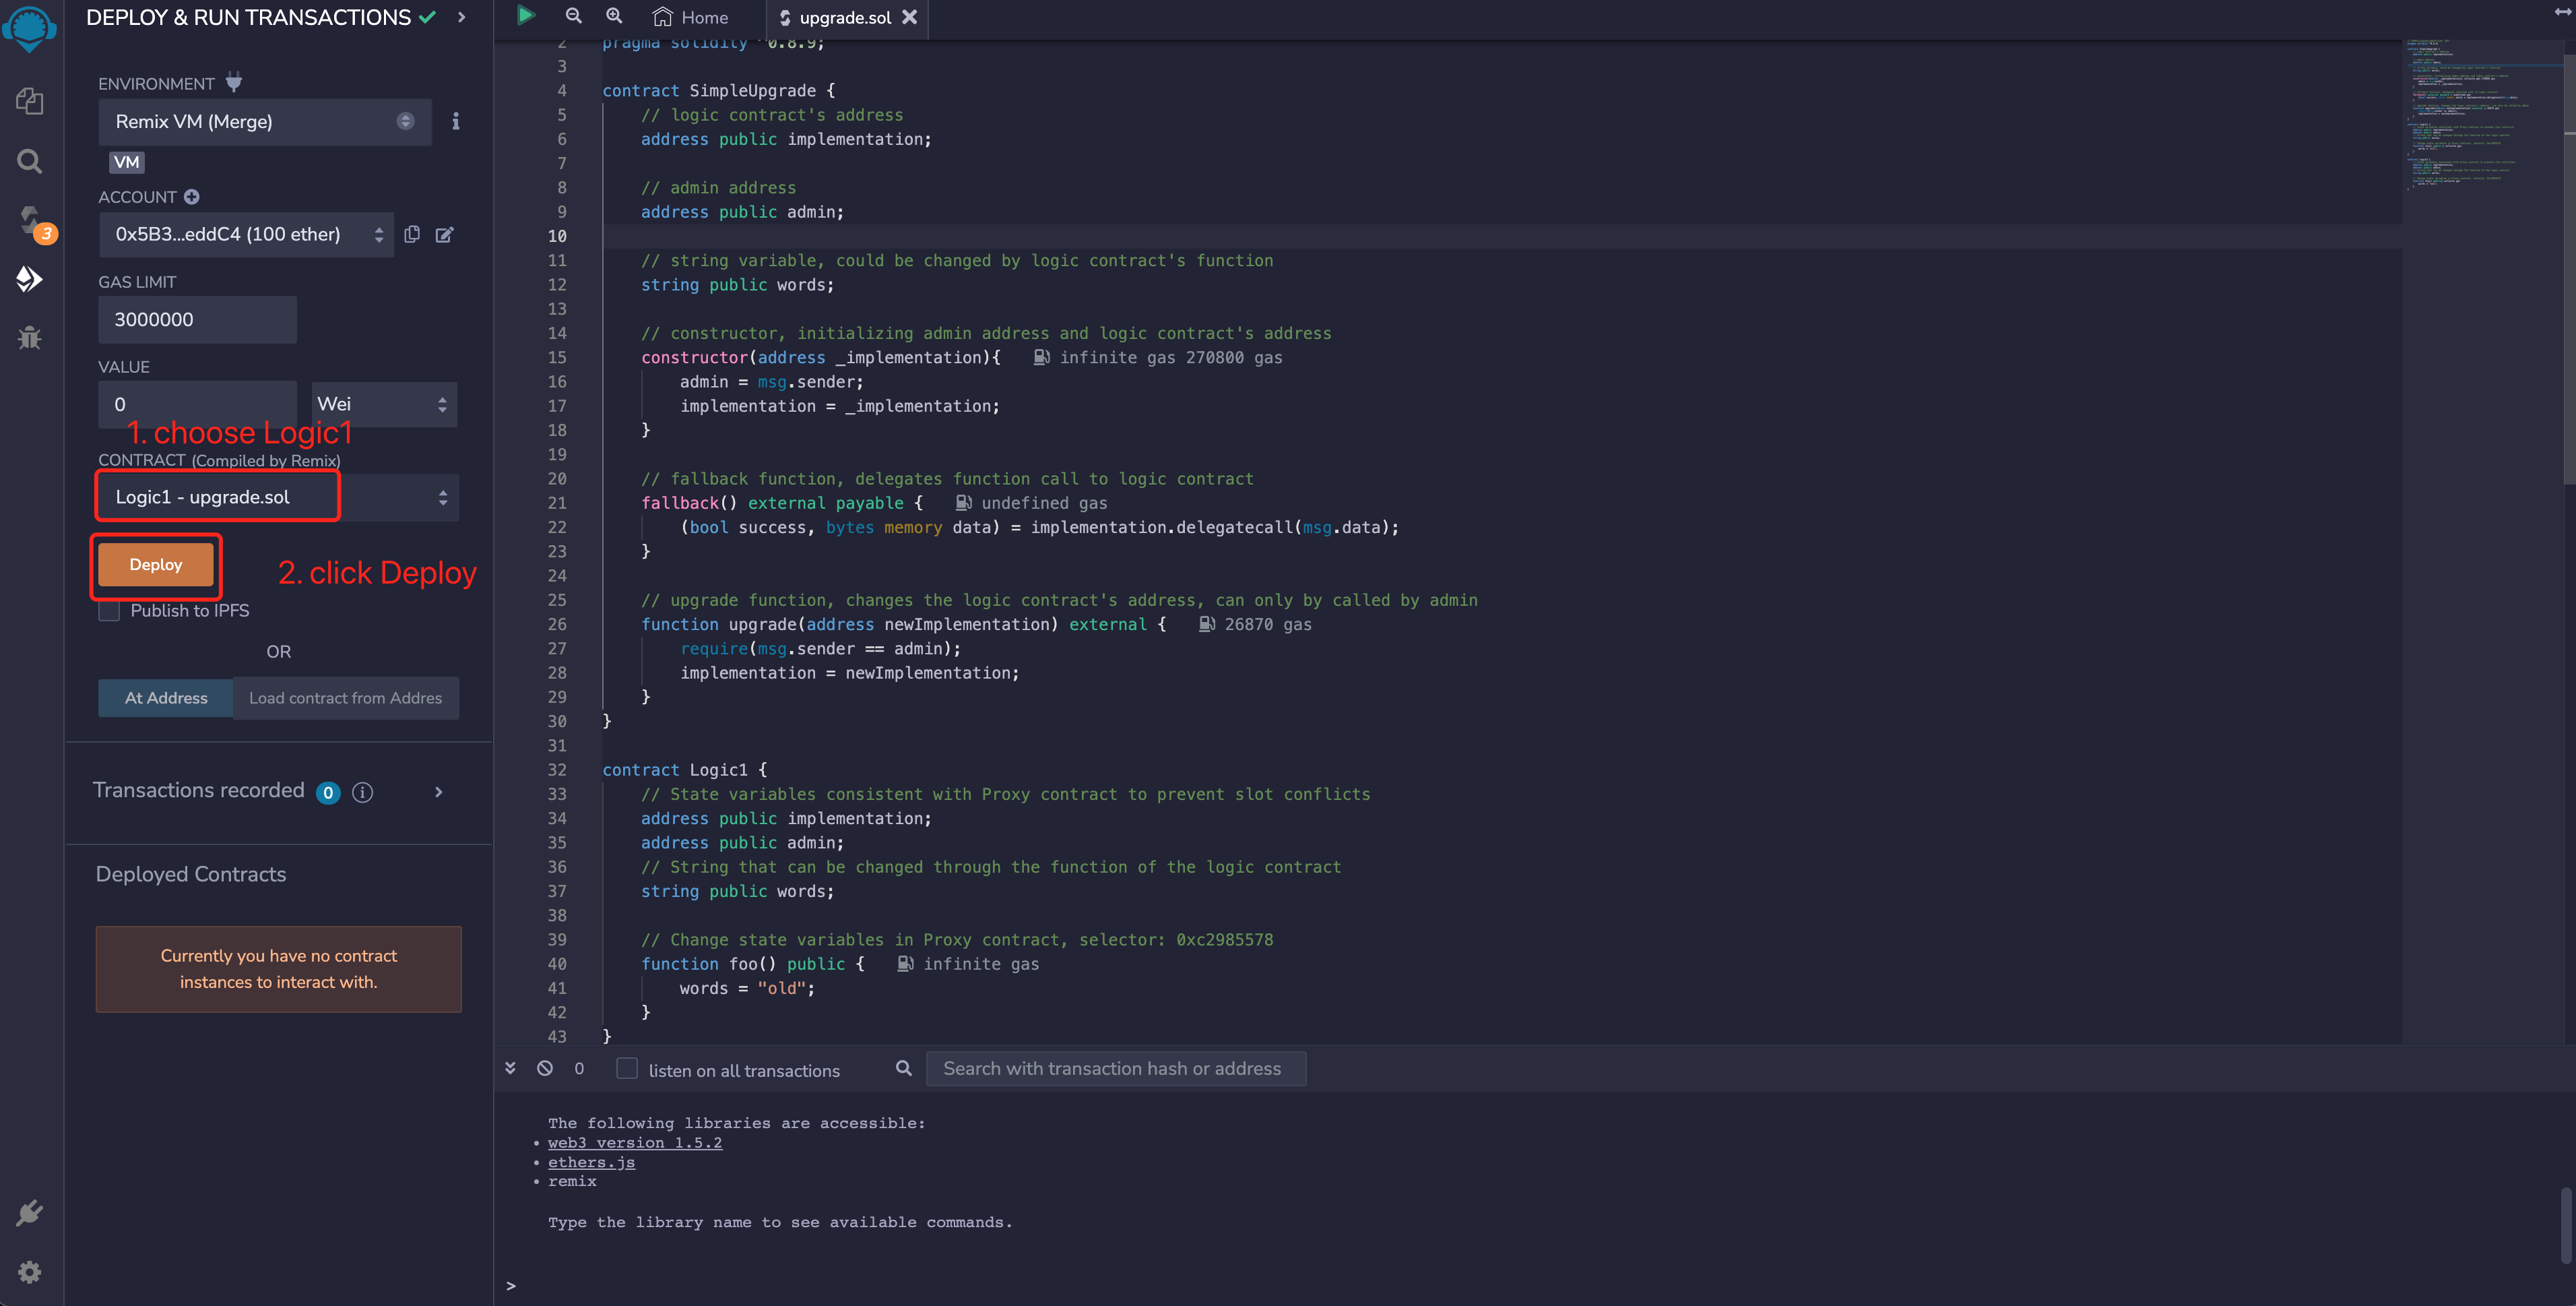 DEPLOY & RUN TRANSACTIONS
ENVIRONMENT
Remix VM (Merge)
VM
ACCOUNT
0x5B3...eddC4 (100 ether)
3
GAS LIMIT
3000000
VALUE
0
Wei
1. choose Logic1
CONTRACT (Compiled by Remix)
Logic1 - upgrade.sol
Deploy
2. click Deploy
Publish to IPFS
OR
At Address
Load contract from Addres
Transactions recorded 0
Deployed Contracts
Currently you have no contract
instances to interact with.
Home
upgrade.sol
2 pragma solidity ^0.8.9;
3
4 contract SimpleUpgrade {
5 // logic contract's address
6 address public implementation;
7
8 // admin address
9 address public admin;
10
11 // string variable, could be changed by logic contract's function
12 string public words;
13
14 // constructor, initializing admin address and logic contract's address
15 constructor(address _implementation){ infinite gas 270800 gas
16 admin = msg.sender;
17 implementation = _implementation;
18 }
19
20 // fallback function, delegates function call to logic contract
21 fallback() external payable { undefined gas
22 (bool success, bytes memory data) = implementation.delegatecall(msg.data);
23 }
24
25 // upgrade function, changes the logic contract's address, can only by called by admin
26 function upgrade(address newImplementation) external { 26870 gas
27 require(msg.sender == admin);
28 implementation = newImplementation;
29 }
30 }
31
32 contract Logic1 {
33 // State variables consistent with Proxy contract to prevent slot conflicts
34 address public implementation;
35 address public admin;
36 // String that can be changed through the function of the logic contract
37 string public words;
38
39 // Change state variables in Proxy contract, selector: 0xc2985578
40 function foo() public { infinite gas
41 words = "old";
42 }
43 }
0
listen on all transactions
Search with transaction hash or address
The following libraries are accessible:
• web3 version 1.5.2
• ethers.js
• remix
Type the library name to see available commands.
>